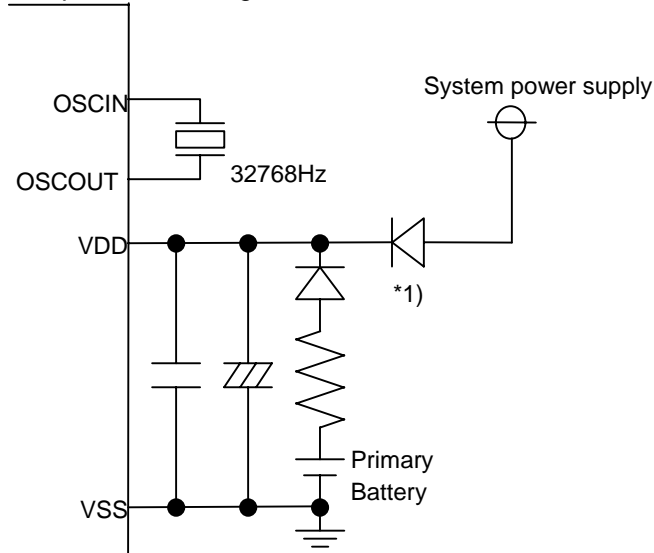 System power supply
OSCIN
OSCOUT
32768Hz
VDD
*1)
Primary
Battery
VSS